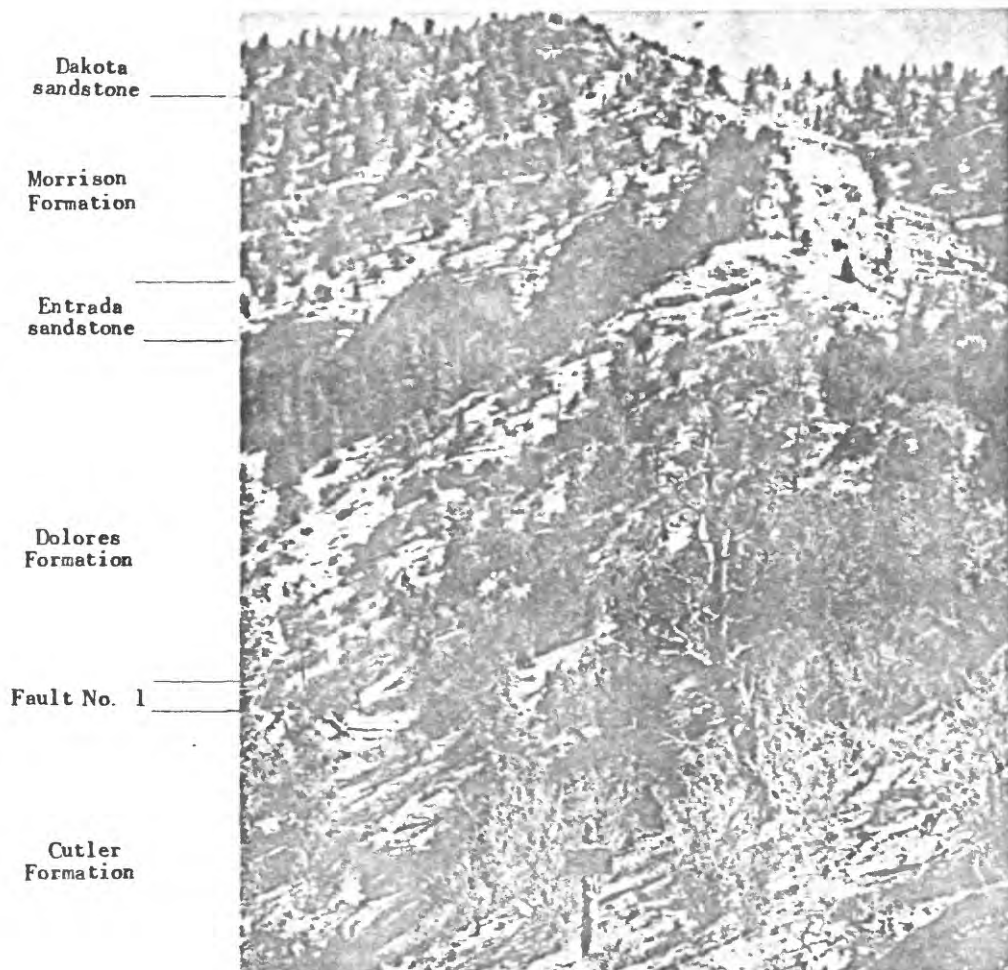 Dakota
sandstone
Morrison
Formation
Entrada
sandstone
Dolores
Formation
Fault No. 1
Cutler
Formation